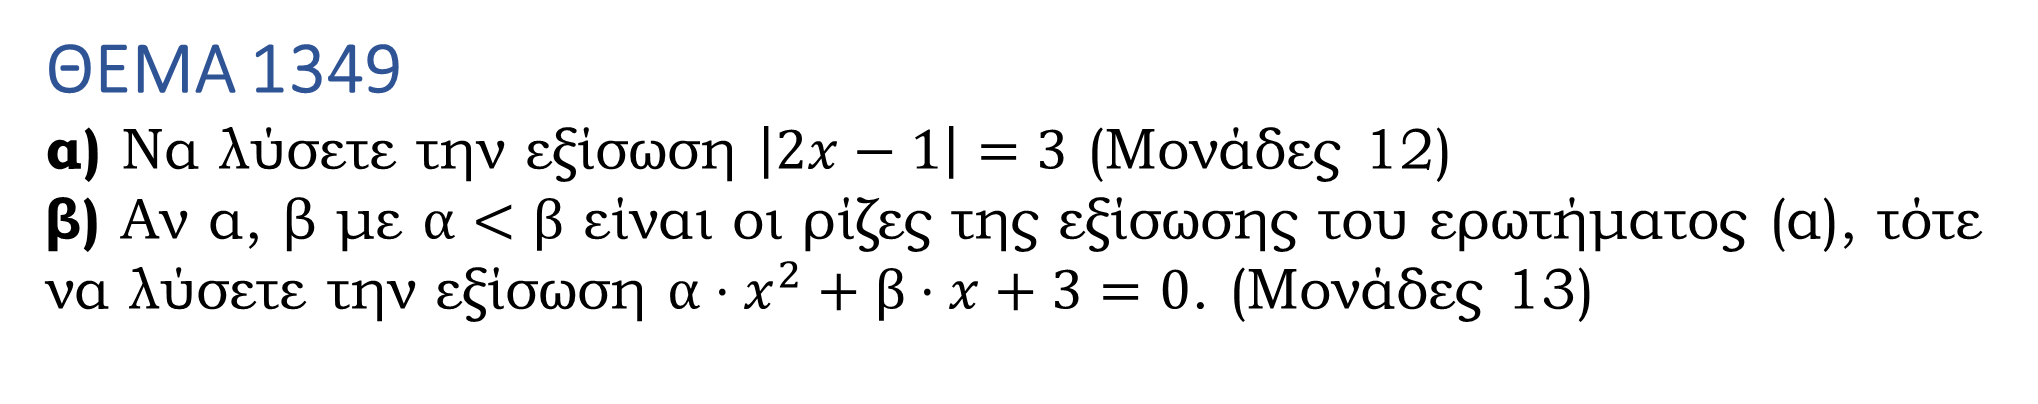 ΘΕΜΑ 1349
α) Να λύσετε την εξίσωση |2x − 1| = 3 (Μονάδες 12)
β) Αν α, β με α < β είναι οι ρίζες της εξίσωσης του ερωτήματος (α), τότε
να λύσετε την εξίσωση α · x² + β · x + 3 = 0. (Μονάδες 13)